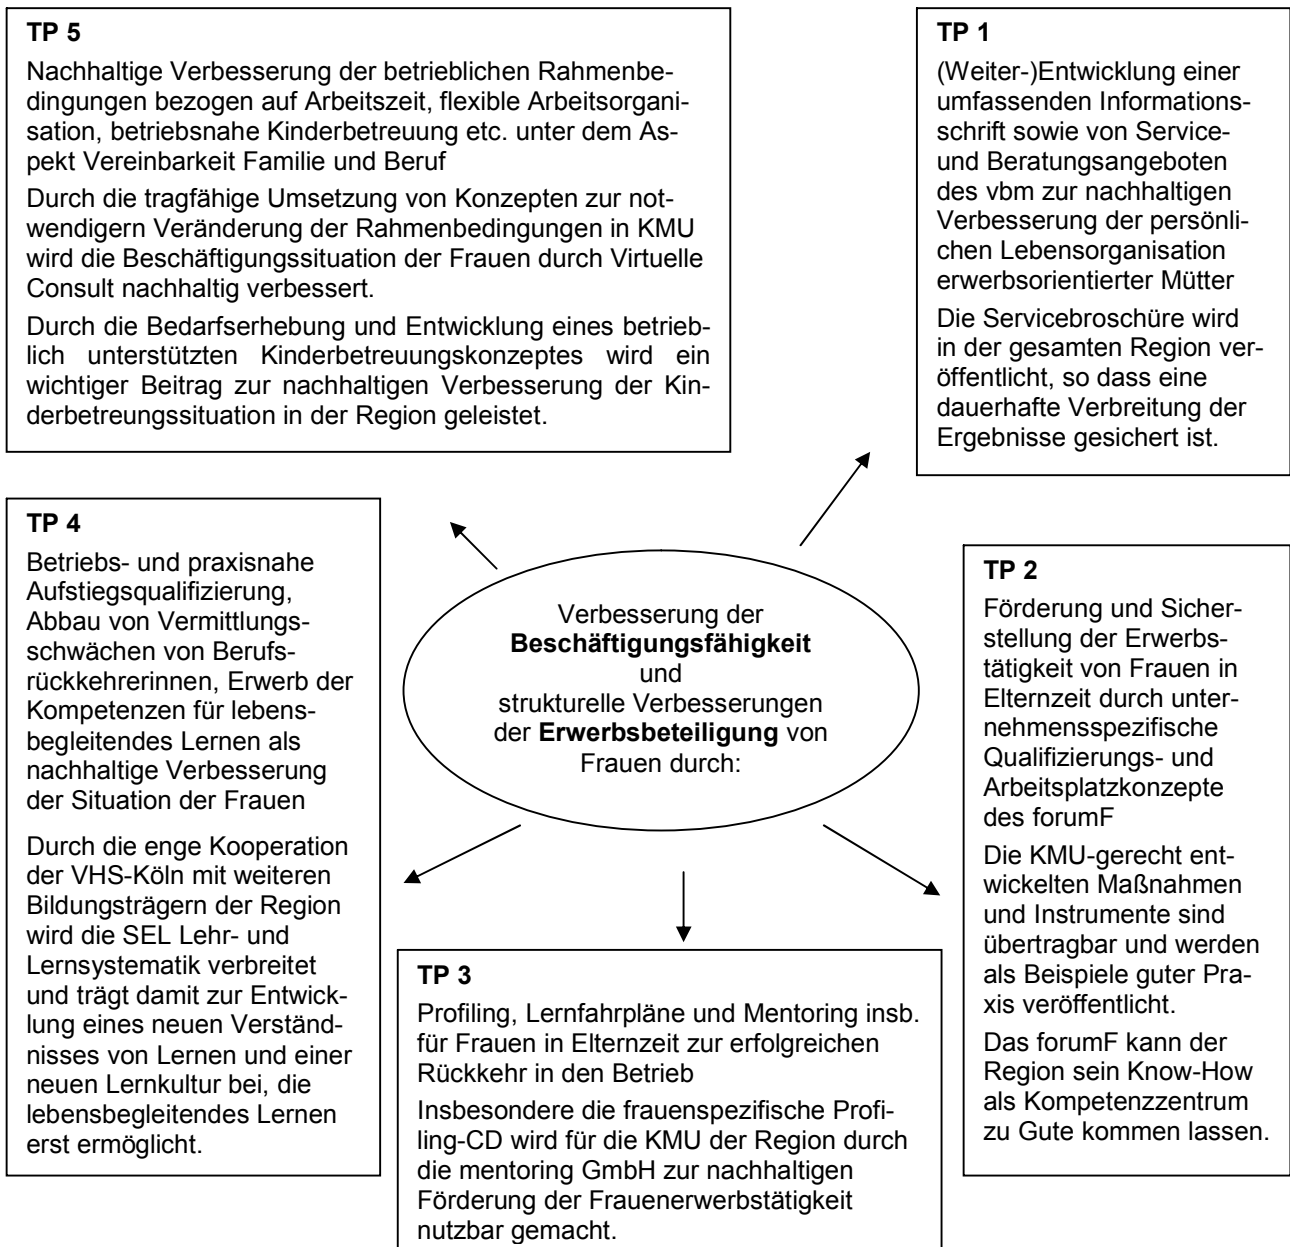 TP 5
Nachhaltige Verbesserung der betrieblichen Rahmenbe-
dingungen bezogen auf Arbeitszeit, flexible Arbeitsorgani-
sation, betriebsnahe Kinderbetreuung etc. unter dem As-
pekt Vereinbarkeit Familie und Beruf
Durch die tragfähige Umsetzung von Konzepten zur not-
wendigern Veränderung der Rahmenbedingungen in KMU
wird die Beschäftigungssituation der Frauen durch Virtuelle
Consult nachhaltig verbessert.
Durch die Bedarfserhebung und Entwicklung eines betrieb-
lich unterstützten Kinderbetreuungskonzeptes wird ein
wichtiger Beitrag zur nachhaltigen Verbesserung der Kin-
derbetreungssituation in der Region geleistet.
TP 1
(Weiter-)Entwicklung einer
umfassenden Informations-
schrift sowie von Service-
und Beratungsangeboten
des vbm zur nachhaltigen
Verbesserung der persönli-
chen Lebensorganisation
erwerbsorientierter Mütter
Die Servicebroschüre wird
in der gesamten Region ver-
öffentlicht, so dass eine
dauerhafte Verbreitung der
Ergebnisse gesichert ist.
TP 4
Betriebs- und praxisnahe
Aufstiegsqualifizierung,
Abbau von Vermittlungs-
schwächen von Berufs-
rückkehrerinnen, Erwerb der
Kompetenzen für lebens-
begleitendes Lernen als
nachhaltige Verbesserung
der Situation der Frauen
Durch die enge Kooperation
der VHS-Köln mit weiteren
Bildungsträgern der Region
wird die SEL Lehr- und
Lernsystematik verbreitet
und trägt damit zur Entwick-
lung eines neuen Verständ-
nisses von Lernen und einer
neuen Lernkultur bei, die
lebensbegleitendes Lernen
erst ermöglicht.
Verbesserung der
Beschäftigungsfähigkeit
und
strukturelle Verbesserungen
der Erwerbsbeteiligung von
Frauen durch:
TP 2
Förderung und Sicher-
stellung der Erwerbs-
tätigkeit von Frauen in
Elternzeit durch unter-
nehmensspezifische
Qualifizierungs- und
Arbeitsplatzkonzepte
des forumF
Die KMU-gerecht ent-
wickelten Maßnahmen
und Instrumente sind
übertragbar und werden
als Beispiele guter Pra-
xis veröffentlicht.
Das forumF kann der
Region sein Know-How
als Kompetenzzentrum
zu Gute kommen lassen.
TP 3
Profiling, Lernfahrpläne und Mentoring insb.
für Frauen in Elternzeit zur erfolgreichen
Rückkehr in den Betrieb
Insbesondere die frauenspezifische Profi-
ling-CD wird für die KMU der Region durch
die mentoring GmbH zur nachhaltigen
Förderung der Frauenerwerbstätigkeit
nutzbar gemacht.